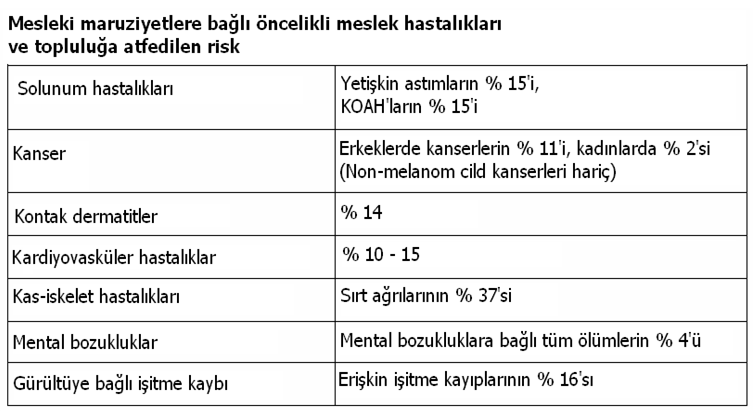 Mesleki maruziyetlere bağlı öncelikli meslek hastalıkları
ve topluluğa atfedilen risk
Solunum hastalıkları
Yetişkin astımların % 15'i,
KOAH'ların % 15'i
Kanser
Erkeklerde kanserlerin % 11'i, kadınlarda % 2'si
(Non-melanom cild kanserleri hariç)
Kontak dermatitler
% 14
Kardiyovasküler hastalıklar
% 10 - 15
Kas-iskelet hastalıkları
Sırt ağrılarının % 37'si
Mental bozukluklar
Mental bozukluklara bağlı tüm ölümlerin % 4'ü
Gürültüye bağlı işitme kaybı
Erişkin işitme kayıplarının % 16'sı